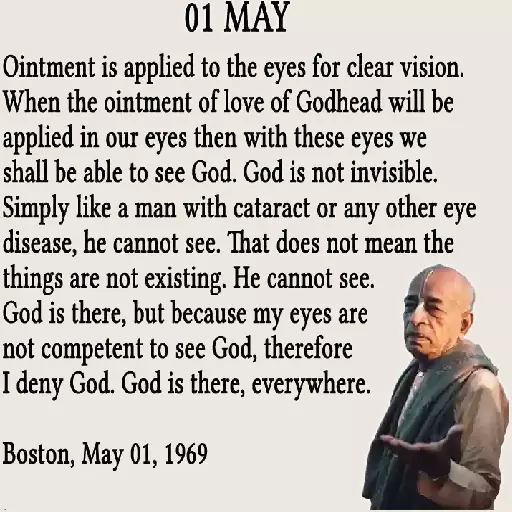 01 MAY
Ointment is applied to the eyes for clear vision.
When the ointment of love of Godhead will be
applied in our eyes then with these eyes we
shall be able to see God. God is not invisible.
Simply like a man with cataract or any other eye
disease, he cannot see. That does not mean the
things are not existing. He cannot see.
God is there, but because my eyes are
not competent to see God, therefore
I deny God. God is there, everywhere.
Boston, May 01, 1969